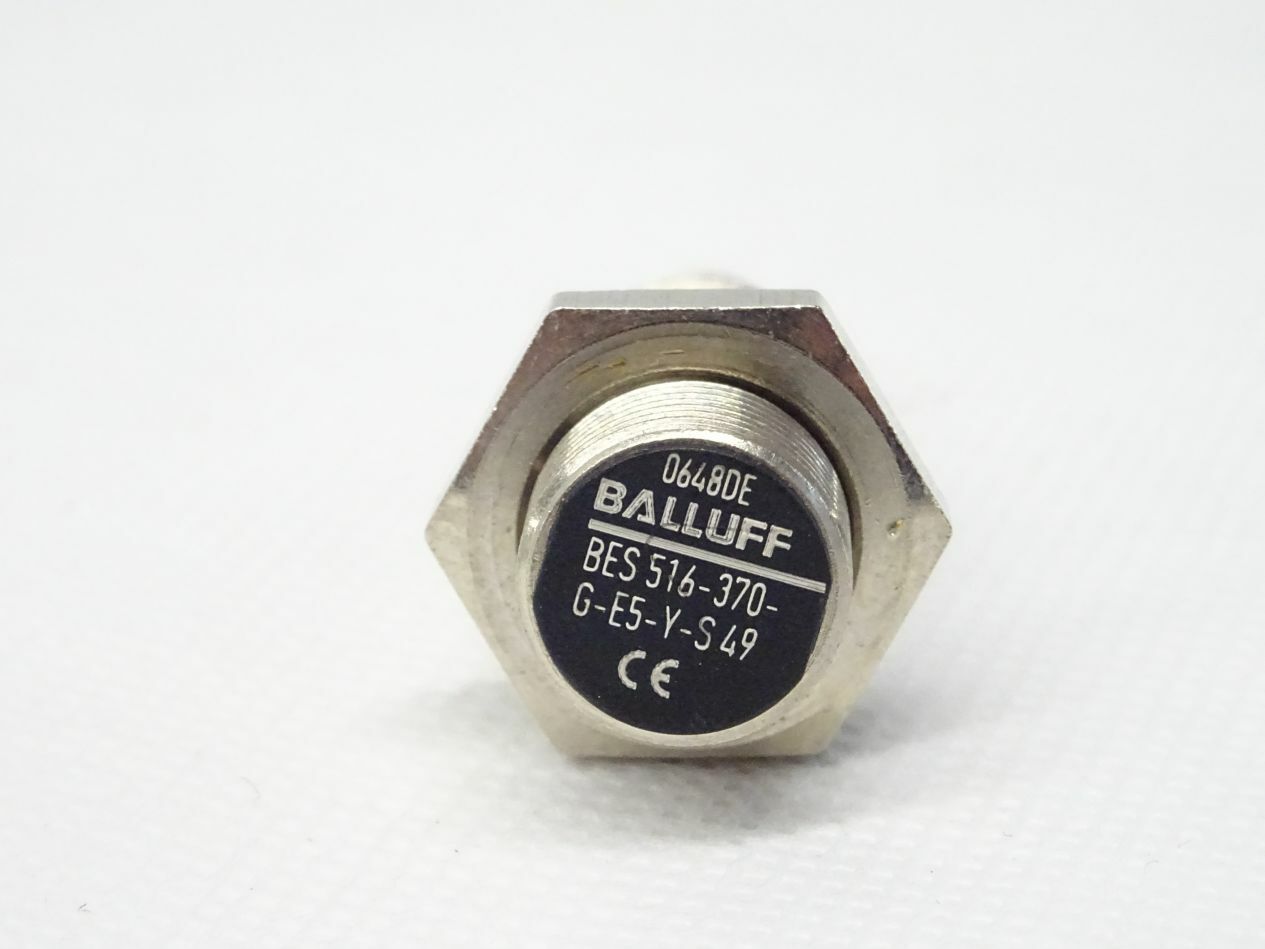 0648DE
BALLUFF
BES 516-370-
G-E5-Y-S 49
CE